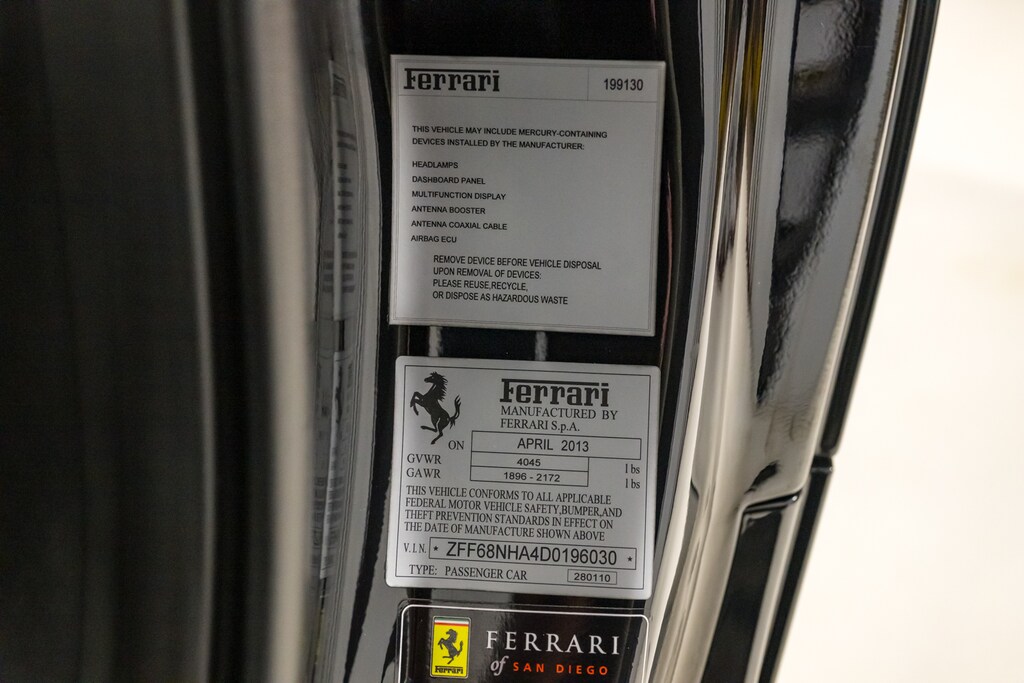 Ferrari 199130
THIS VEHICLE MAY INCLUDE MERCURY-CONTAINING
DEVICES INSTALLED BY THE MANUFACTURER:
HEADLAMPS
DASHBOARD PANEL
MULTIFUNCTION DISPLAY
ANTENNA BOOSTER
ANTENNA COAXIAL CABLE
AIRBAG ECU
REMOVE DEVICE BEFORE VEHICLE DISPOSAL
UPON REMOVAL OF DEVICES:
PLEASE REUSE,RECYCLE,
OR DISPOSE AS HAZARDOUS WASTE
Ferrari
MANUFACTURED BY
FERRARI S.p.A.
ON APRIL 2013
GVWR 4045 lbs
GAWR 1896 - 2172 lbs
THIS VEHICLE CONFORMS TO ALL APPLICABLE
FEDERAL MOTOR VEHICLE SAFETY,BUMPER,AND
THEFT PREVENTION STANDARDS IN EFFECT ON
THE DATE OF MANUFACTURE SHOWN ABOVE
V.I.N. * ZFF68NHA4D0196030 *
TYPE: PASSENGER CAR 280110
Ferrari
FERRARI
of SAN DIEGO